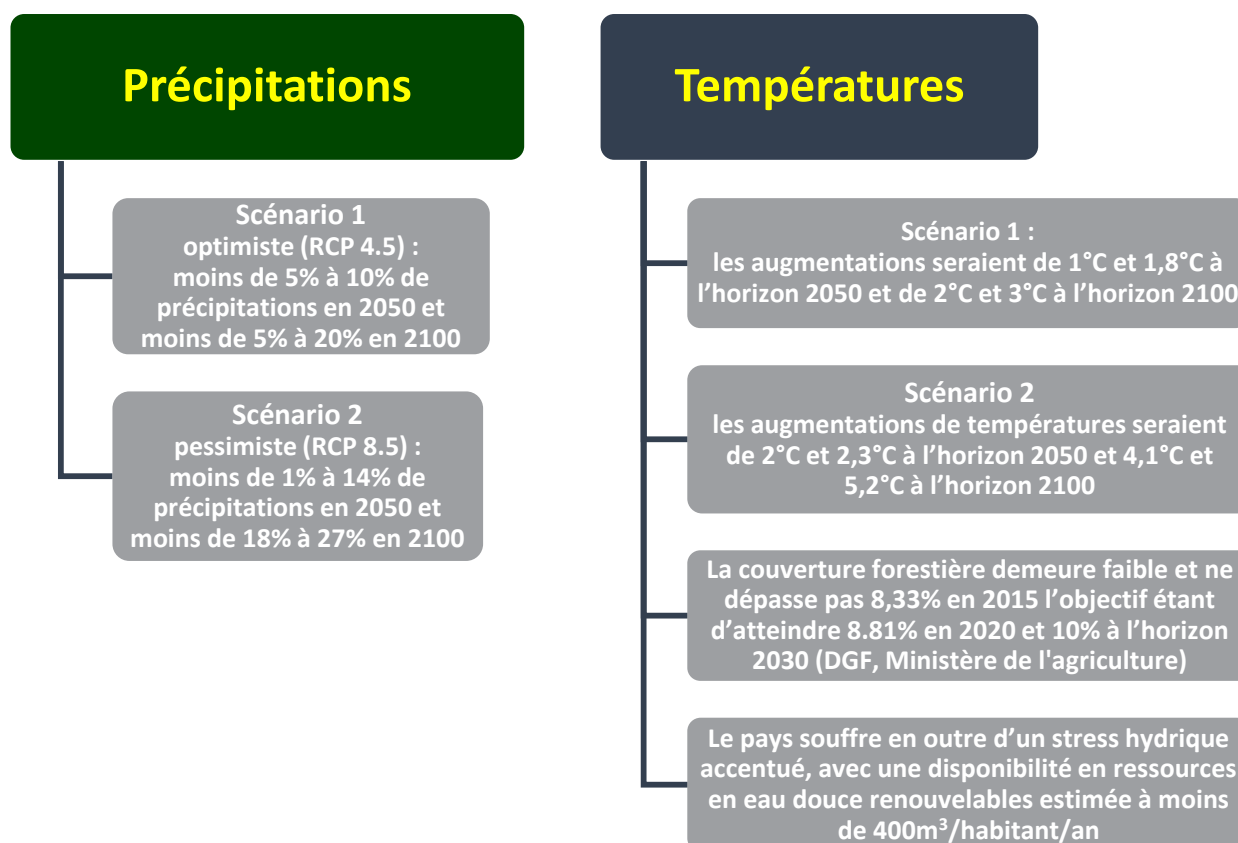 Précipitations
Scénario 1
optimiste (RCP 4.5) :
moins de 5% à 10% de
précipitations en 2050 et
moins de 5% à 20% en 2100
Scénario 2
pessimiste (RCP 8.5) :
moins de 1% à 14% de
précipitations en 2050 et
moins de 18% à 27% en 2100
Températures
Scénario 1 :
les augmentations seraient de 1°C et 1,8°C à
l’horizon 2050 et de 2°C et 3°C à l’horizon 2100
Scénario 2
les augmentations de températures seraient
de 2°C et 2,3°C à l’horizon 2050 et 4,1°C et
5,2°C à l’horizon 2100
La couverture forestière demeure faible et ne
dépasse pas 8,33% en 2015 l’objectif étant
d’atteindre 8.81% en 2020 et 10% à l’horizon
2030 (DGF, Ministère de l'agriculture)
Le pays souffre en outre d’un stress hydrique
accentué, avec une disponibilité en ressources
en eau douce renouvelables estimée à moins
de 400m³/habitant/an